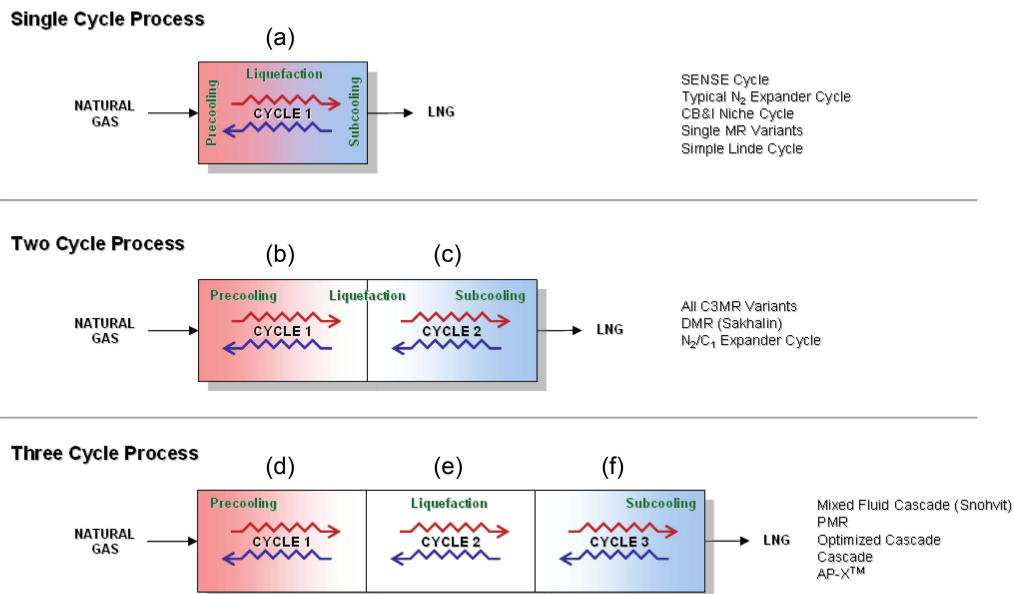 Single Cycle Process
(a)
Precooling
Liquefaction
Subcooling
NATURAL
GAS
CYCLE 1
LNG
SENSE Cycle
Typical N₂ Expander Cycle
CB&I Niche Cycle
Single MR Variants
Simple Linde Cycle
Two Cycle Process
(b)
(c)
Precooling
Liquefaction
Subcooling
NATURAL
GAS
CYCLE 1
CYCLE 2
LNG
All C3MR Variants
DMR (Sakhalin)
N₂/C₁ Expander Cycle
Three Cycle Process
(d)
(e)
(f)
Precooling
Liquefaction
Subcooling
NATURAL
GAS
CYCLE 1
CYCLE 2
CYCLE 3
LNG
Mixed Fluid Cascade (Snohvit)
PMR
Optimized Cascade
Cascade
AP-X™